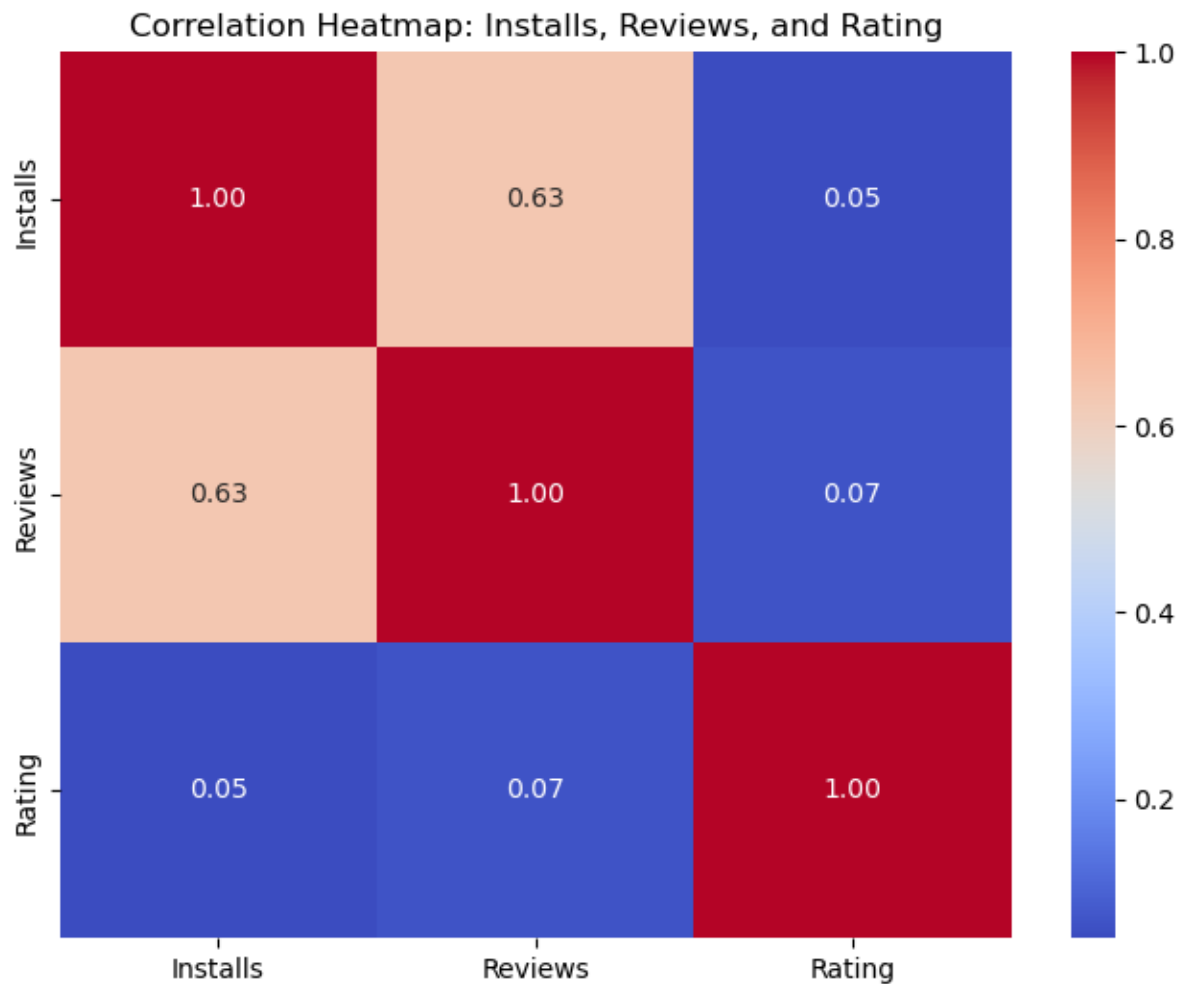 Correlation Heatmap: Installs, Reviews, and Rating
Installs
1.00
0.63
0.05
Reviews
0.63
1.00
0.07
Rating
0.05
0.07
1.00
Installs
Reviews
Rating
1.0
0.8
0.6
0.4
0.2